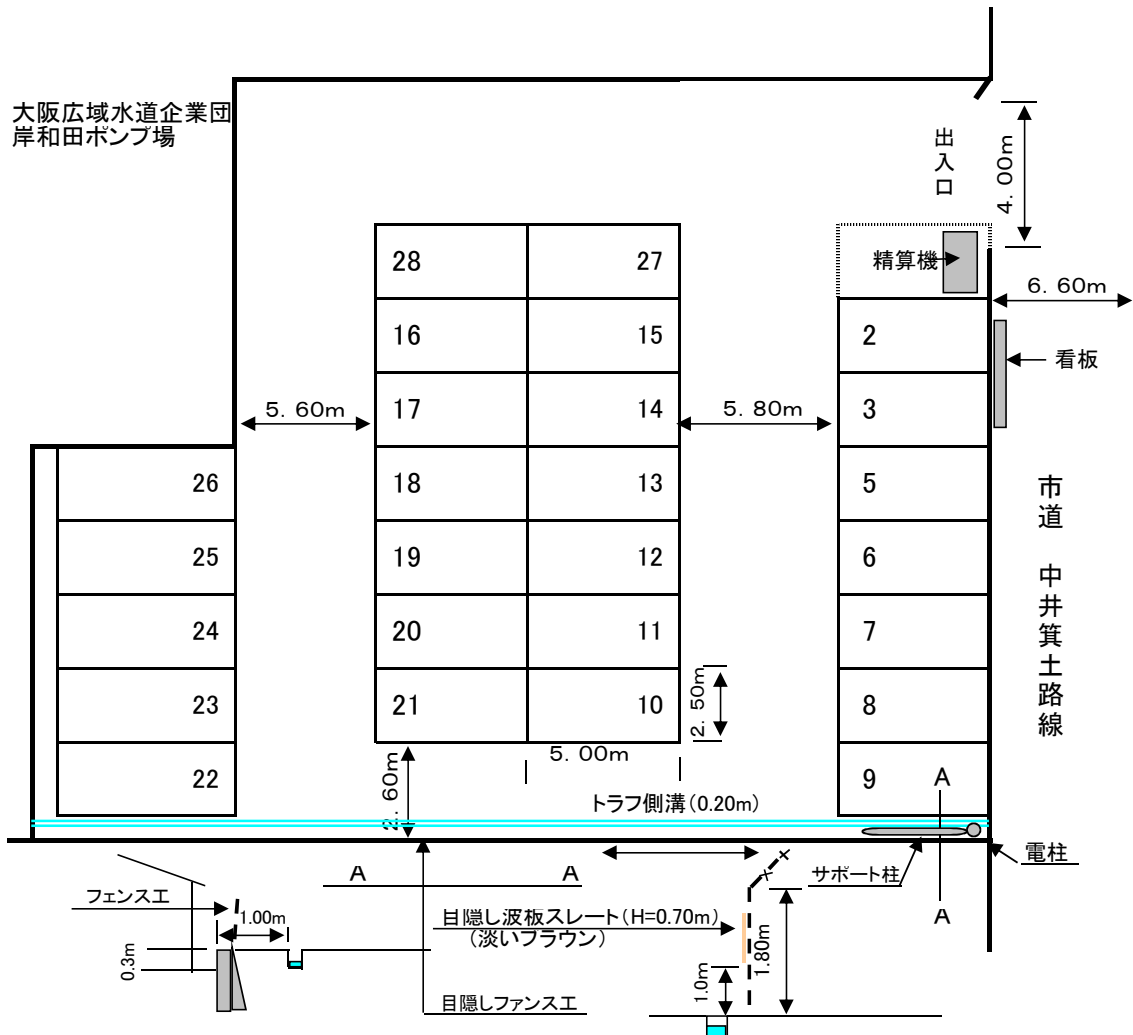 大阪広域水道企業団
岸和田ポンプ場
出入口
4. 00m
28
27
精算機
6. 60m
16
15
2
看板
17
14
3
5. 60m
5. 80m
26
18
13
5
市道 中井箕土路線
25
19
12
6
24
20
11
7
23
21
10
2. 50m
8
5. 00m
22
2. 60m
9
A
トラフ側溝(0.20m)
電柱
サポート柱
A
A
A
フェンス工
1.00m
目隠し波板スレート(H=0.70m)
(淡いブラウン)
1.80m
0.3m
1.0m
目隠しファンス工